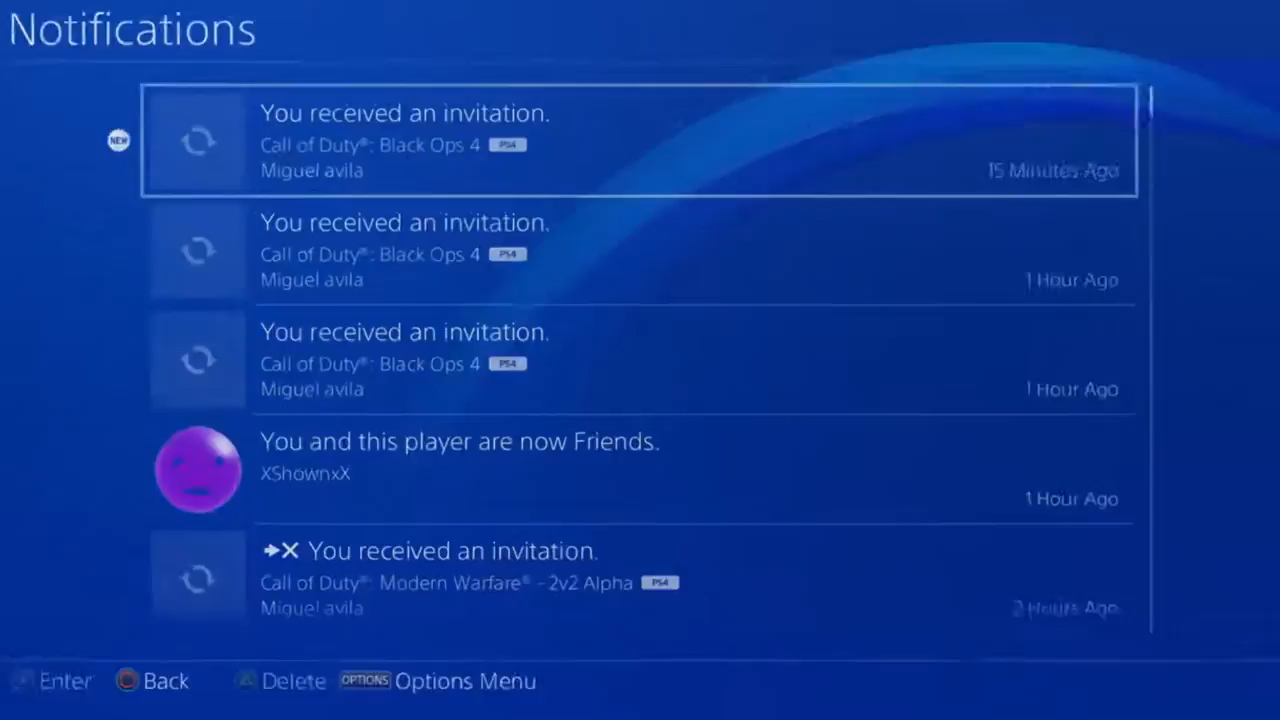 Notifications
You received an invitation.
NEW
Call of Duty®: Black Ops 4 PS4
Miguel avila
15 Minutes Ago
You received an invitation.
Call of Duty®: Black Ops 4 PS4
Miguel avila
1 Hour Ago
You received an invitation.
Call of Duty®: Black Ops 4 PS4
Miguel avila
1 Hour Ago
You and this player are now Friends.
XShownxX
1 Hour Ago
You received an invitation.
Call of Duty®: Modern Warfare® - 2v2 Alpha PS4
Miguel avila
2 Hours Ago
Enter Back Delete OPTIONS Options Menu